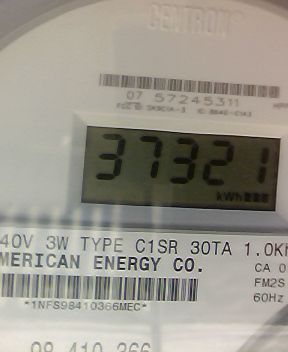 CENTRON®
07 57245311
37321
kWh
40V 3W TYPE C1SR 30TA 1.0K
MERICAN ENERGY CO.
CA 0
FM2S
60Hz
*1NFS98410366MEC*
98 410 366